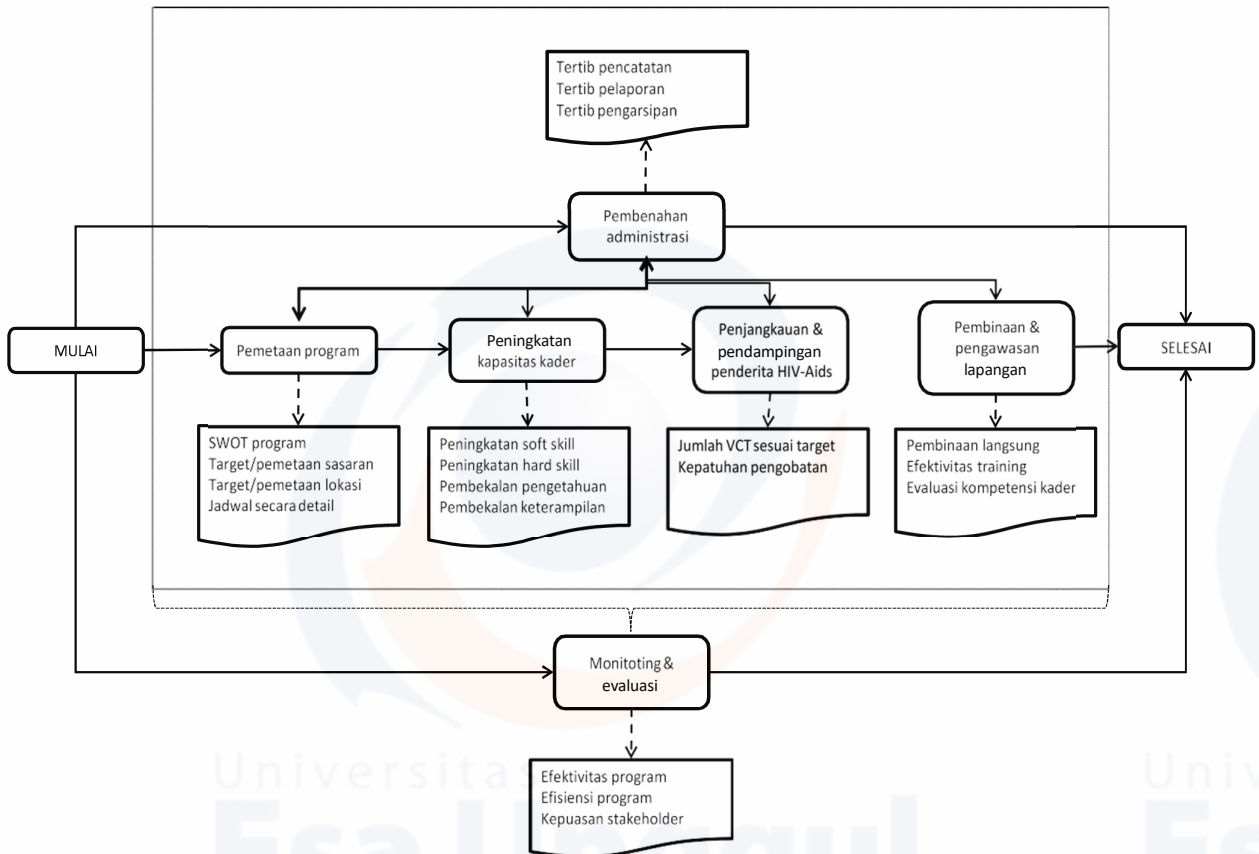 Tertib pencatatan
Tertib pelaporan
Tertib pengarsipan
Pembenahan
administrasi
MULAI
Pemetaan program
Peningkatan
kapasitas kader
Penjangkauan &
pendampingan
penderita HIV-Aids
Pembinaan &
pengawasan
lapangan
SELESAI
SWOT program
Target/pemetaan sasaran
Target/pemetaan lokasi
Jadwal secara detail
Peningkatan soft skill
Peningkatan hard skill
Pembekalan pengetahuan
Pembekalan keterampilan
Jumlah VCT sesuai target
Kepatuhan pengobatan
Pembinaan langsung
Efektivitas training
Evaluasi kompetensi kader
Monitoting &
evaluasi
Efektivitas program
Efisiensi program
Kepuasan stakeholder
Universitas
Esa Unggul
Univ
Es